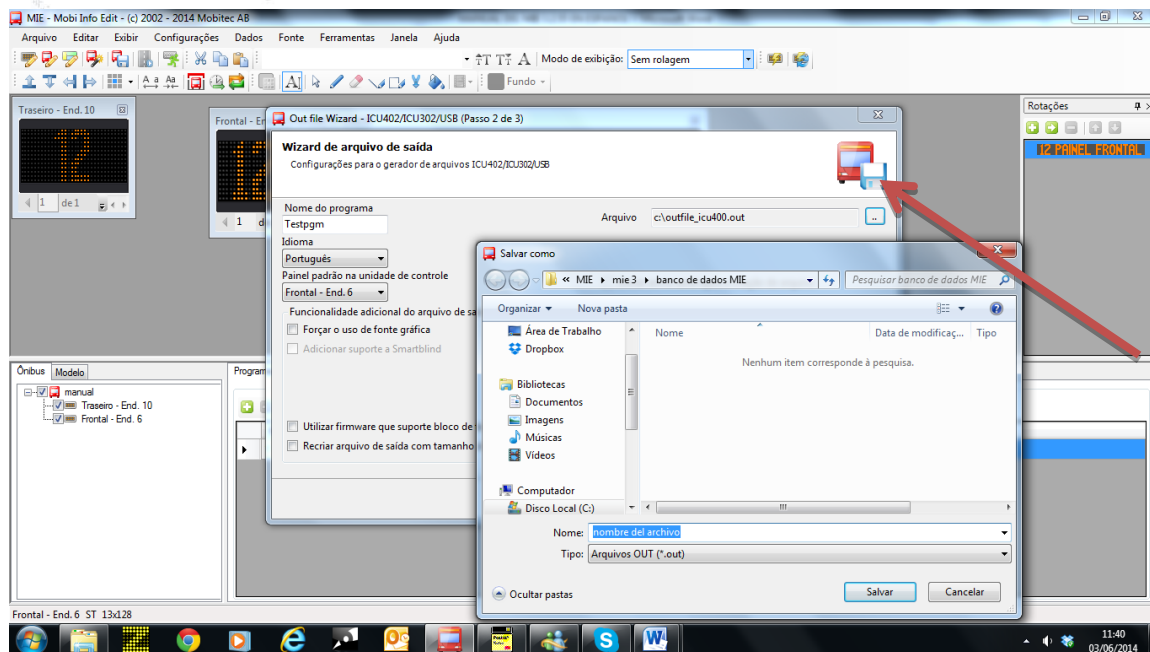 MIE - Mobi Info Edit - (c) 2002 - 2014 Mobitec AB
Arquivo Editar Exibir Configurações Dados Fonte Ferramentas Janela Ajuda
Modo de exibição: Sem rolagem
Fundo
Traseiro - End. 10
12
1 de 1
Frontal - En
1 d
Rotações
12 PAINEL FRONTAL
Out file Wizard - ICU402/ICU302/USB (Passo 2 de 3)
Wizard de arquivo de saída
Configurações para o gerador de arquivos ICU402/ICU302/USB
Nome do programa
Testpgm
Arquivo c:\outfile_icu400.out ..
Idioma
Português
Painel padrão na unidade de controle
Frontal - End. 6
Funcionalidade adicional do arquivo de sa
Forçar o uso de fonte gráfica
Adicionar suporte a Smartblind
Utilizar firmware que suporte bloco de
Recriar arquivo de saída com tamanho
Salvar como
« MIE mie 3 banco de dados MIE
Pesquisar banco de dados MIE
Organizar Nova pasta
Área de Trabalho
Dropbox
Bibliotecas
Documentos
Imagens
Músicas
Vídeos
Computador
Disco Local (C:)
Nome Data de modificaç... Tipo
Nenhum item corresponde à pesquisa.
Nome: nombre del archivo
Tipo: Arquivos OUT (*.out)
Ocultar pastas Salvar Cancelar
Ônibus Modelo
manual
Traseiro - End. 10
Frontal - End. 6
Program
Frontal - End. 6 ST 13x128
11:40
03/06/2014